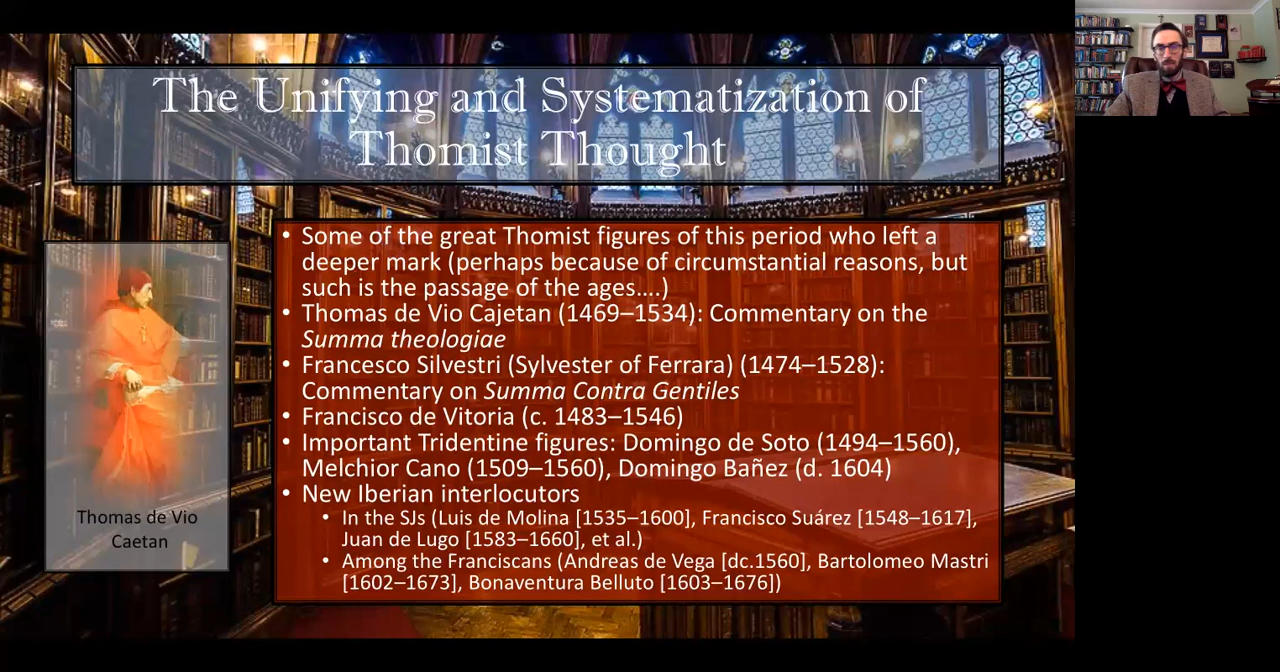 The Unifying and Systematization of
Thomist Thought
• Some of the great Thomist figures of this period who left a
deeper mark (perhaps because of circumstantial reasons, but
such is the passage of the ages....)
• Thomas de Vio Cajetan (1469–1534): Commentary on the
Summa theologiae
• Francesco Silvestri (Sylvester of Ferrara) (1474–1528):
Commentary on Summa Contra Gentiles
• Francisco de Vitoria (c. 1483–1546)
• Important Tridentine figures: Domingo de Soto (1494–1560),
Melchior Cano (1509–1560), Domingo Bañez (d. 1604)
• New Iberian interlocutors
• In the SJs (Luis de Molina [1535–1600], Francisco Suárez [1548–1617],
Juan de Lugo [1583–1660], et al.)
• Among the Franciscans (Andreas de Vega [dc.1560], Bartolomeo Mastri
[1602–1673], Bonaventura Belluto [1603–1676])
Thomas de Vio
Caetan